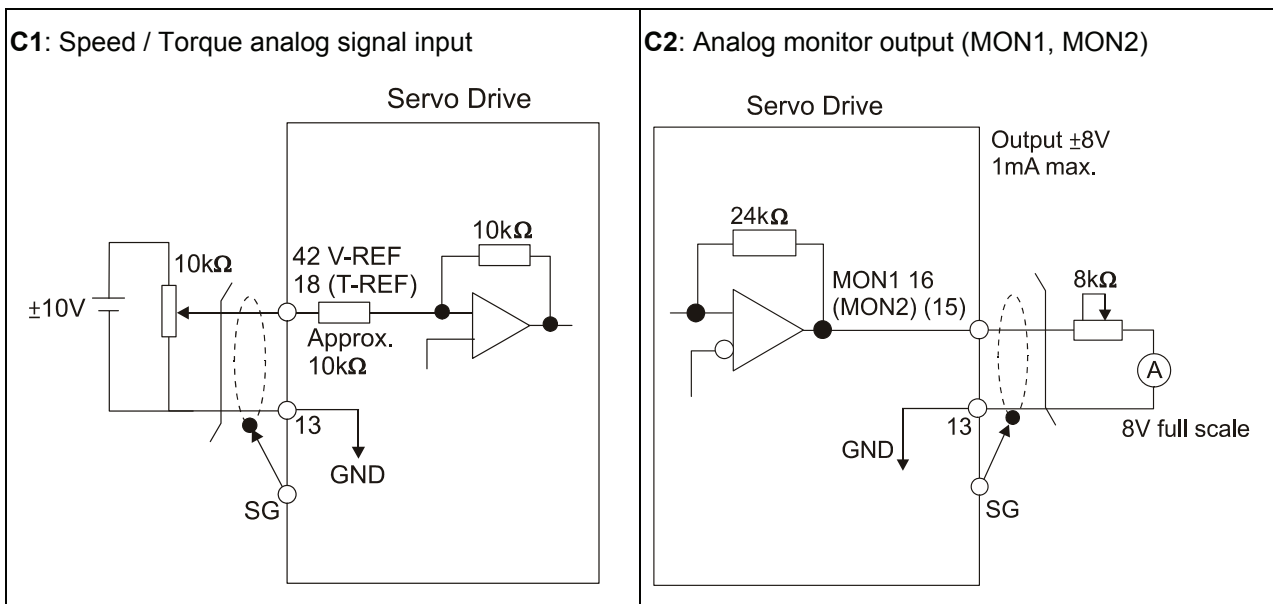 C1: Speed / Torque analog signal input
Servo Drive
10kΩ
10kΩ
42 V-REF
18 (T-REF)
±10V
Approx.
10kΩ
13
GND
SG
C2: Analog monitor output (MON1, MON2)
Servo Drive
Output ±8V
1mA max.
24kΩ
MON1 16
(MON2) (15)
8kΩ
A
13
8V full scale
GND
SG